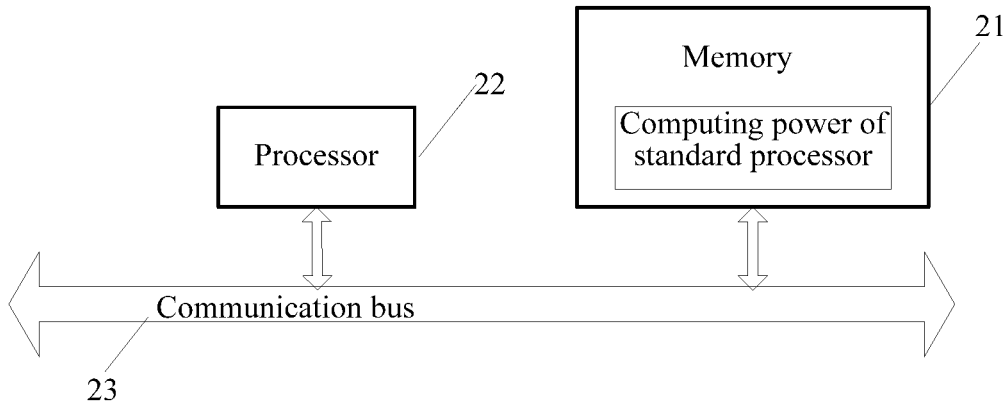 21
Memory
22
Computing power of
standard processor
Processor
Communication bus
23